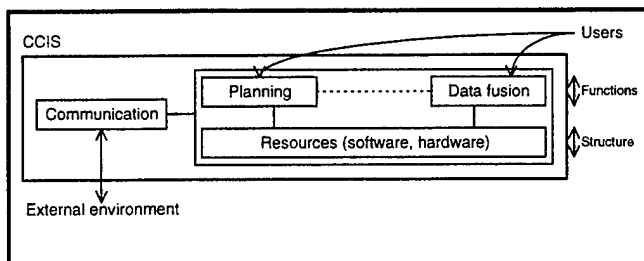 Users
CCIS
Planning
Data fusion
Functions
Communication
Resources (software, hardware)
Structure
External environment